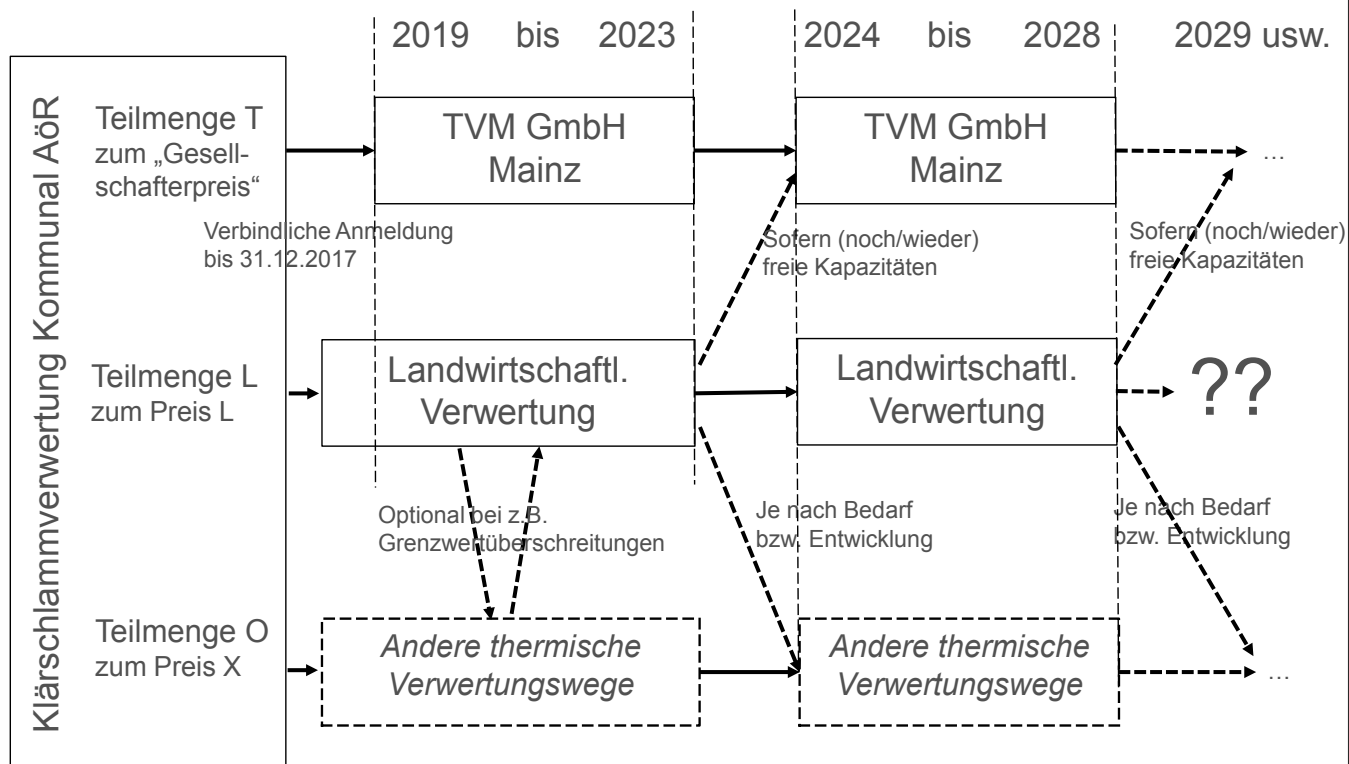 2019 bis 2023
2024 bis 2028
2029 usw.
Klärschlammverwertung Kommunal AöR
Teilmenge T
zum „Gesell-
schafterpreis“
TVM GmbH
Mainz
TVM GmbH
Mainz
...
Verbindliche Anmeldung
bis 31.12.2017
Sofern (noch/wieder)
freie Kapazitäten
Sofern (noch/wieder)
freie Kapazitäten
Teilmenge L
zum Preis L
Landwirtschaftl.
Verwertung
Landwirtschaftl.
Verwertung
??
Optional bei z.B.
Grenzwertüberschreitungen
Je nach Bedarf
bzw. Entwicklung
Je nach Bedarf
bzw. Entwicklung
Teilmenge O
zum Preis X
Andere thermische
Verwertungswege
Andere thermische
Verwertungswege
...